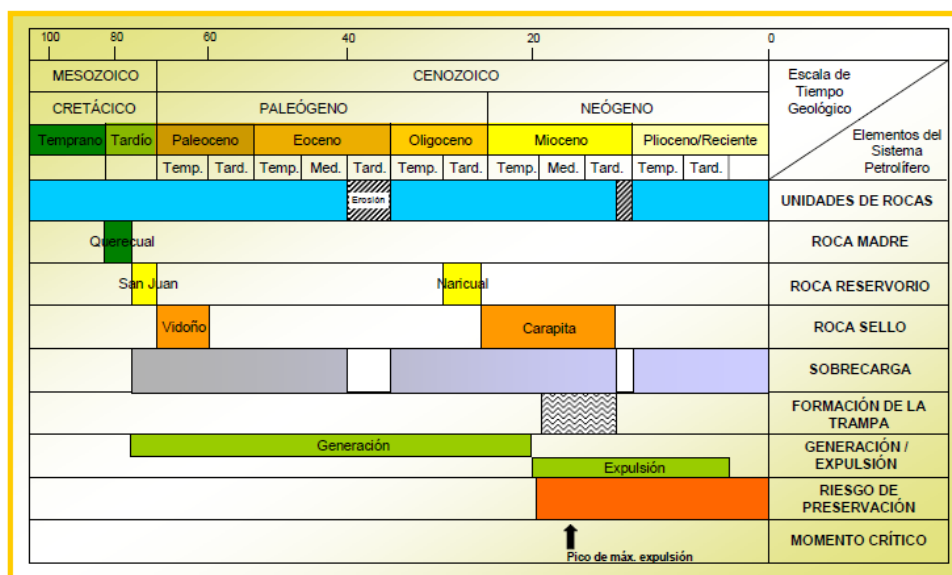 100 80 60 40 20 0
MESOZOICO CENOZOICO
Escala de
Tiempo
Geológico
CRETÁCICO PALEÓGENO NEÓGENO
Temprano Tardío Paleoceno Eoceno Oligoceno Mioceno Plioceno/Reciente
Elementos del
Sistema
Petrolífero
Temp. Tard. Temp. Med. Tard. Temp. Tard. Temp. Med. Tard. Temp. Tard.
Erosión UNIDADES DE ROCAS
Querecual ROCA MADRE
San Juan Naricual ROCA RESERVORIO
Vidoño Carapita ROCA SELLO
SOBRECARGA
FORMACIÓN DE LA
TRAMPA
Generación GENERACIÓN /
Expulsión EXPULSIÓN
RIESGO DE
PRESERVACIÓN
MOMENTO CRÍTICO
Pico de máx. expulsión